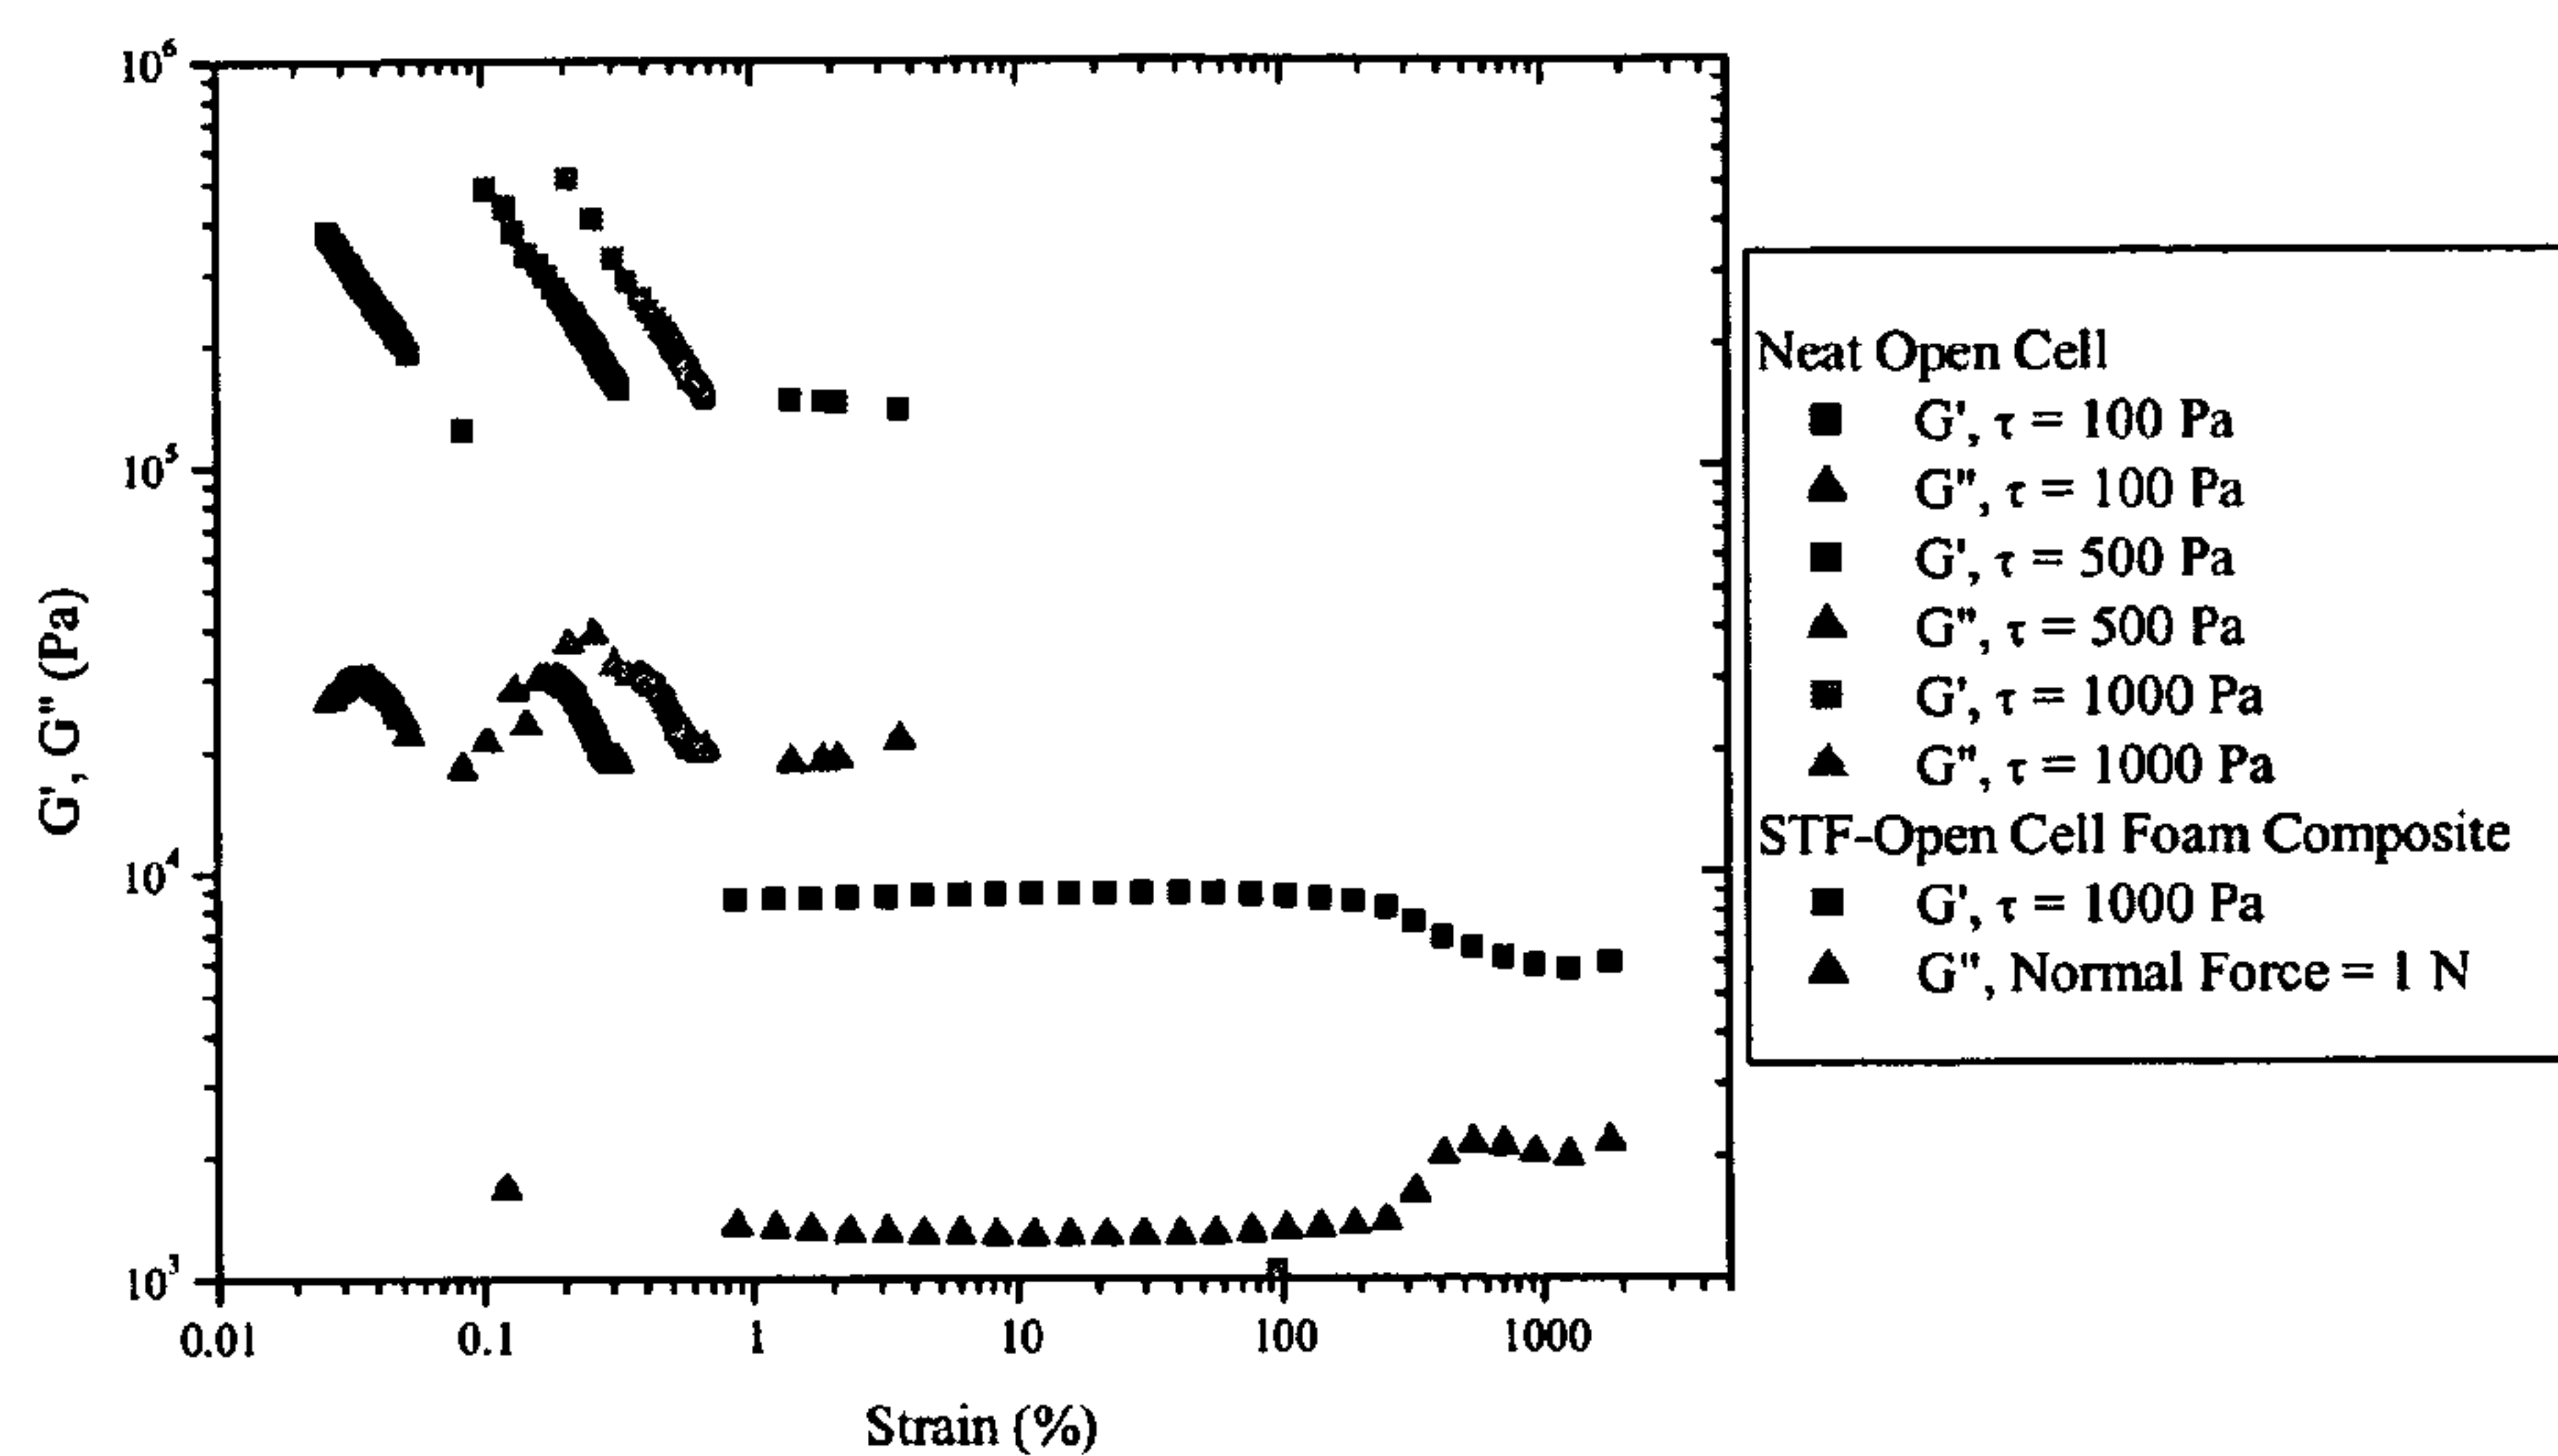 10⁶
10⁵
10⁴
10³
G', G" (Pa)
0.01 0.1 1 10 100 1000
Strain (%)
Neat Open Cell
G', τ = 100 Pa
G", τ = 100 Pa
G', τ = 500 Pa
G", τ = 500 Pa
G', τ = 1000 Pa
G", τ = 1000 Pa
STF-Open Cell Foam Composite
G', τ = 1000 Pa
G", Normal Force = 1 N